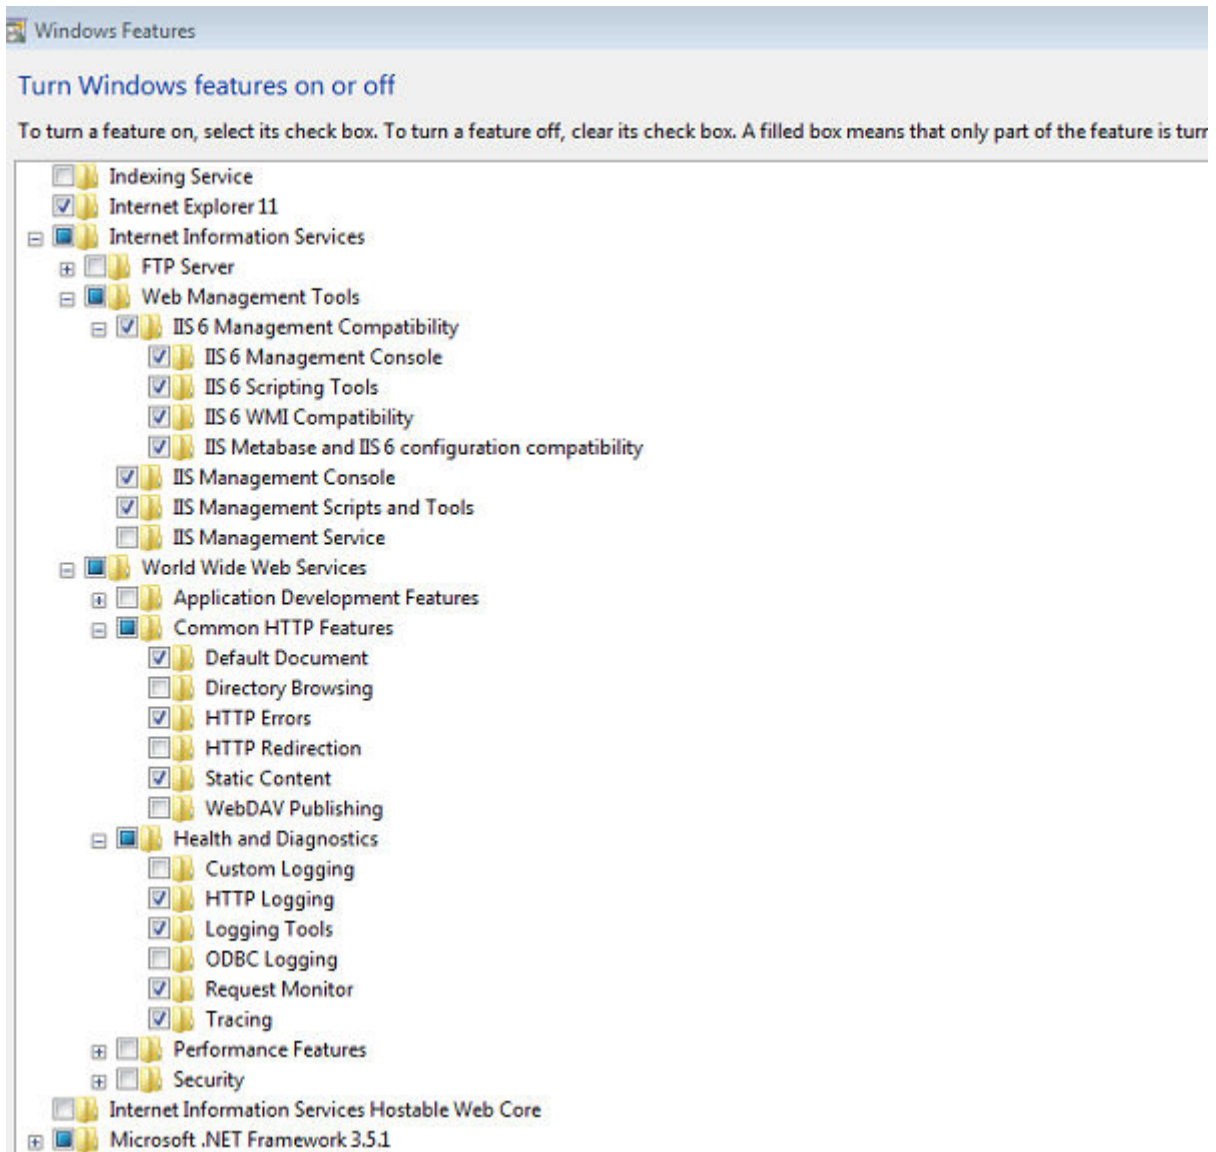 Windows Features
Turn Windows features on or off
To turn a feature on, select its check box. To turn a feature off, clear its check box. A filled box means that only part of the feature is turr
Indexing Service
Internet Explorer 11
Internet Information Services
FTP Server
Web Management Tools
IIS 6 Management Compatibility
IIS 6 Management Console
IIS 6 Scripting Tools
IIS 6 WMI Compatibility
IIS Metabase and IIS 6 configuration compatibility
IIS Management Console
IIS Management Scripts and Tools
IIS Management Service
World Wide Web Services
Application Development Features
Common HTTP Features
Default Document
Directory Browsing
HTTP Errors
HTTP Redirection
Static Content
WebDAV Publishing
Health and Diagnostics
Custom Logging
HTTP Logging
Logging Tools
ODBC Logging
Request Monitor
Tracing
Performance Features
Security
Internet Information Services Hostable Web Core
Microsoft .NET Framework 3.5.1